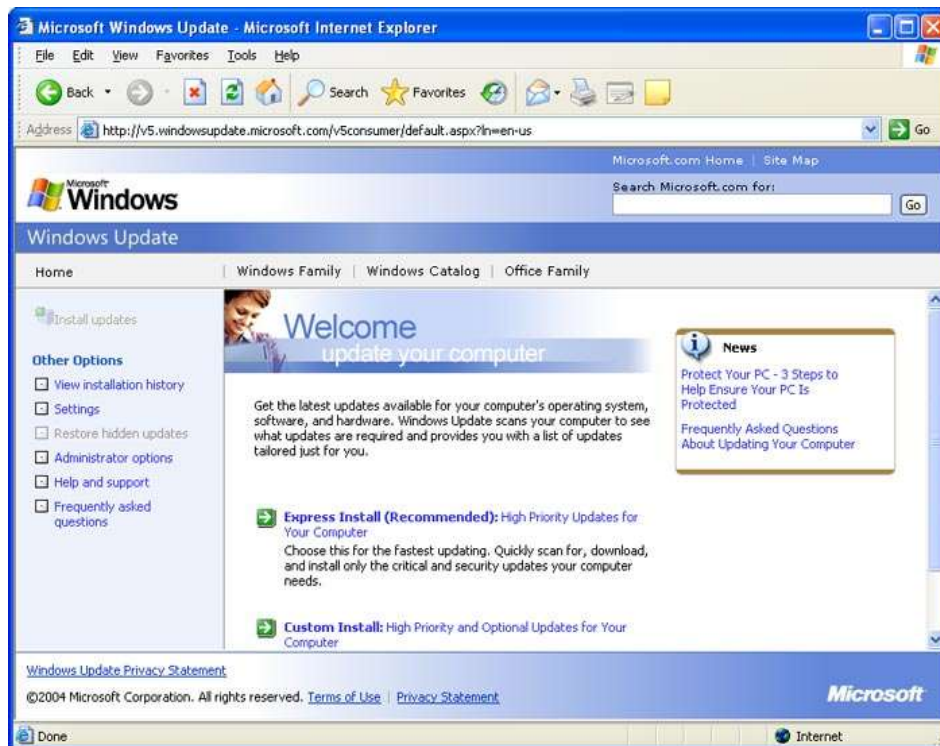 Microsoft Windows Update - Microsoft Internet Explorer
File Edit View Favorites Tools Help
Back Search Favorites
Address http://v5.windowsupdate.microsoft.com/v5consumer/default.aspx?ln=en-us Go
Microsoft.com Home | Site Map
Microsoft
Windows
Search Microsoft.com for:
Go
Windows Update
Home | Windows Family | Windows Catalog | Office Family
Install updates
Other Options
View installation history
Settings
Restore hidden updates
Administrator options
Help and support
Frequently asked
questions
Welcome
update your computer
Get the latest updates available for your computer's operating system,
software, and hardware. Windows Update scans your computer to see
what updates are required and provides you with a list of updates
tailored just for you.
Express Install (Recommended): High Priority Updates for
Your Computer
Choose this for the fastest updating. Quickly scan for, download,
and install only the critical and security updates your computer
needs.
Custom Install: High Priority and Optional Updates for Your
Computer
News
Protect Your PC - 3 Steps to
Help Ensure Your PC Is
Protected
Frequently Asked Questions
About Updating Your Computer
Windows Update Privacy Statement
©2004 Microsoft Corporation. All rights reserved. Terms of Use | Privacy Statement
Microsoft
Done Internet